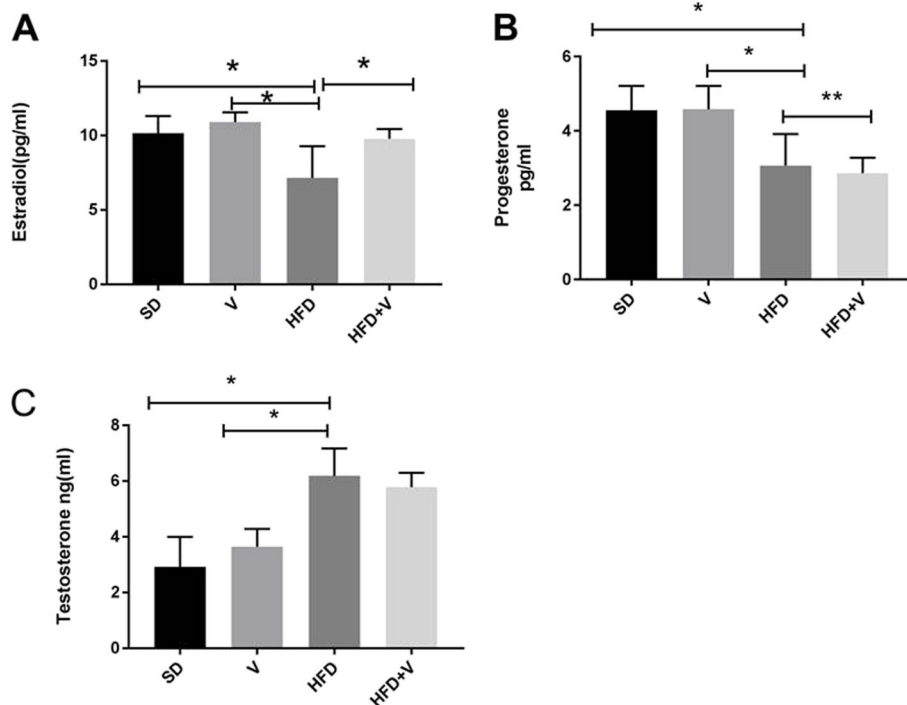 A
Estradiol(pg/ml)
15
10
5
0
*
*
*
SD
V
HFD
HFD+V
B
Progesterone
pg/ml
6
4
2
0
*
*
**
SD
V
HFD
HFD+V
C
Testosterone ng(ml)
8
6
4
2
0
*
*
SD
V
HFD
HFD+V